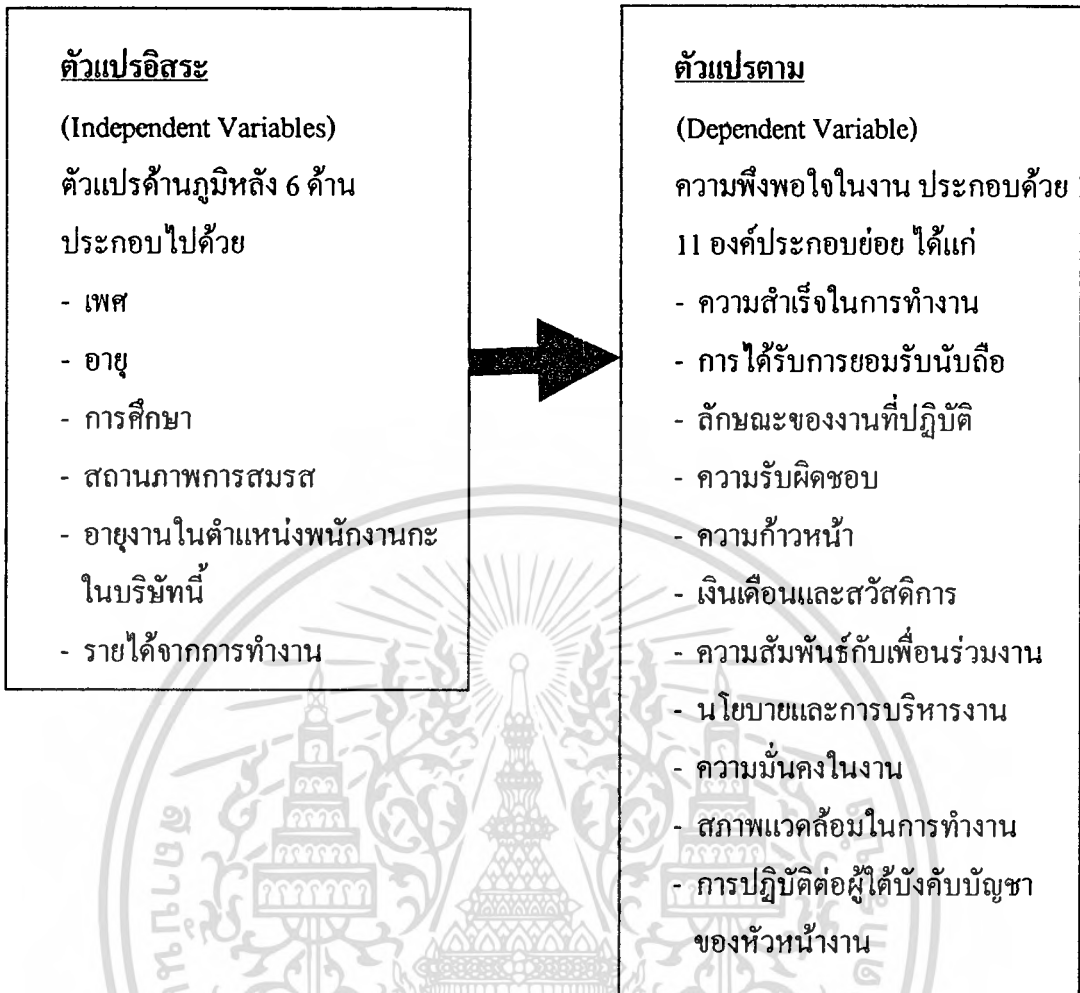 ตัวแปรอิสระ
(Independent Variables)
ตัวแปรด้านภูมิหลัง 6 ด้าน
ประกอบไปด้วย
- เพศ
- อายุ
- การศึกษา
- สถานภาพการสมรส
- อายุงานในตำแหน่งพนักงานกะ
ในบริษัทนี้
- รายได้จากการทำงาน
ตัวแปรตาม
(Dependent Variable)
ความพึงพอใจในงาน ประกอบด้วย
11 องค์ประกอบย่อย ได้แก่
- ความสำเร็จในการทำงาน
- การได้รับการยอมรับนับถือ
- ลักษณะของงานที่ปฏิบัติ
- ความรับผิดชอบ
- ความก้าวหน้า
- เงินเดือนและสวัสดิการ
- ความสัมพันธ์กับเพื่อนร่วมงาน
- นโยบายและการบริหารงาน
- ความมั่นคงในงาน
- สภาพแวดล้อมในการทำงาน
- การปฏิบัติต่อผู้ใต้บังคับบัญชา
ของหัวหน้างาน